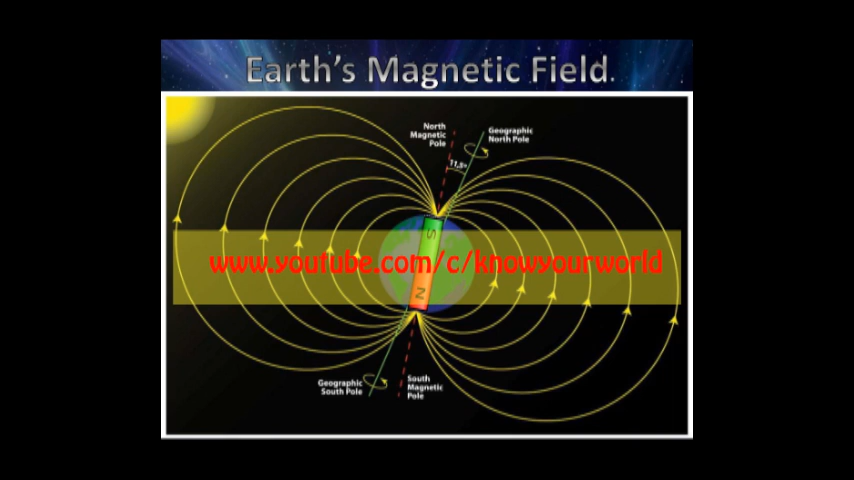 Earth's Magnetic Field.
North
Magnetic
Pole
Geographic
North Pole
11,5°
S
www.youtube.com/c/knowyourworld
N
Geographic
South Pole
South
Magnetic
Pole